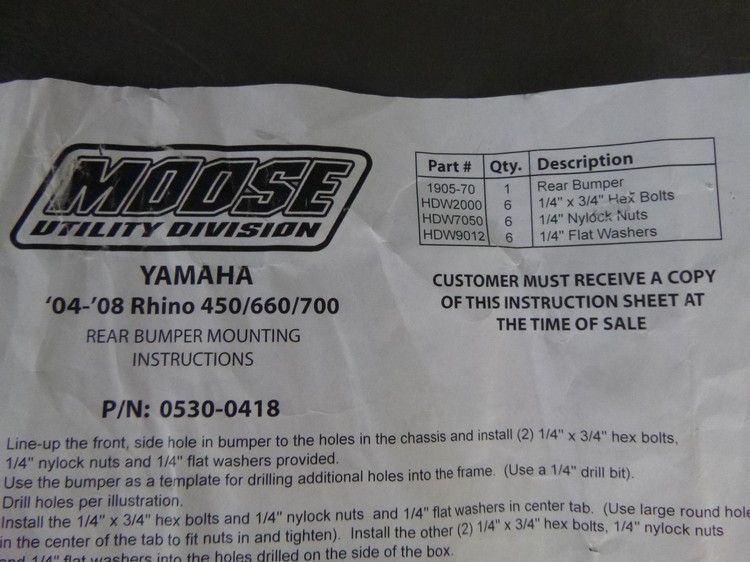 MOOSE
UTILITY DIVISION
YAMAHA
'04-'08 Rhino 450/660/700
REAR BUMPER MOUNTING
INSTRUCTIONS
P/N: 0530-0418
Part # Qty. Description
1905-70 1 Rear Bumper
HDW2000 6 1/4" x 3/4" Hex Bolts
HDW7050 6 1/4" Nylock Nuts
HDW9012 6 1/4" Flat Washers
CUSTOMER MUST RECEIVE A COPY
OF THIS INSTRUCTION SHEET AT
THE TIME OF SALE
Line-up the front, side hole in bumper to the holes in the chassis and install (2) 1/4" x 3/4" hex bolts,
1/4" nylock nuts and 1/4" flat washers provided.
Use the bumper as a template for drilling additional holes into the frame. (Use a 1/4" drill bit).
Drill holes per illustration.
Install the 1/4" x 3/4" hex bolts and 1/4" nylock nuts and 1/4" flat washers in center tab. (Use large round hole
in the center of the tab to fit nuts in and tighten). Install the other (2) 1/4" x 3/4" hex bolts, 1/4" nylock nuts
and 1/4" flat washers into the holes drilled on the side of the box.